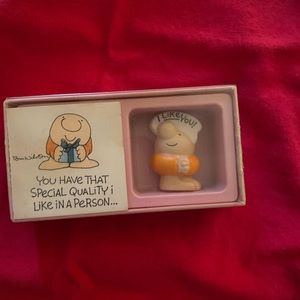 I Like You!
YOU HAVE THAT
SPECIAL QUALITY i
LiKE iN A PERSON...